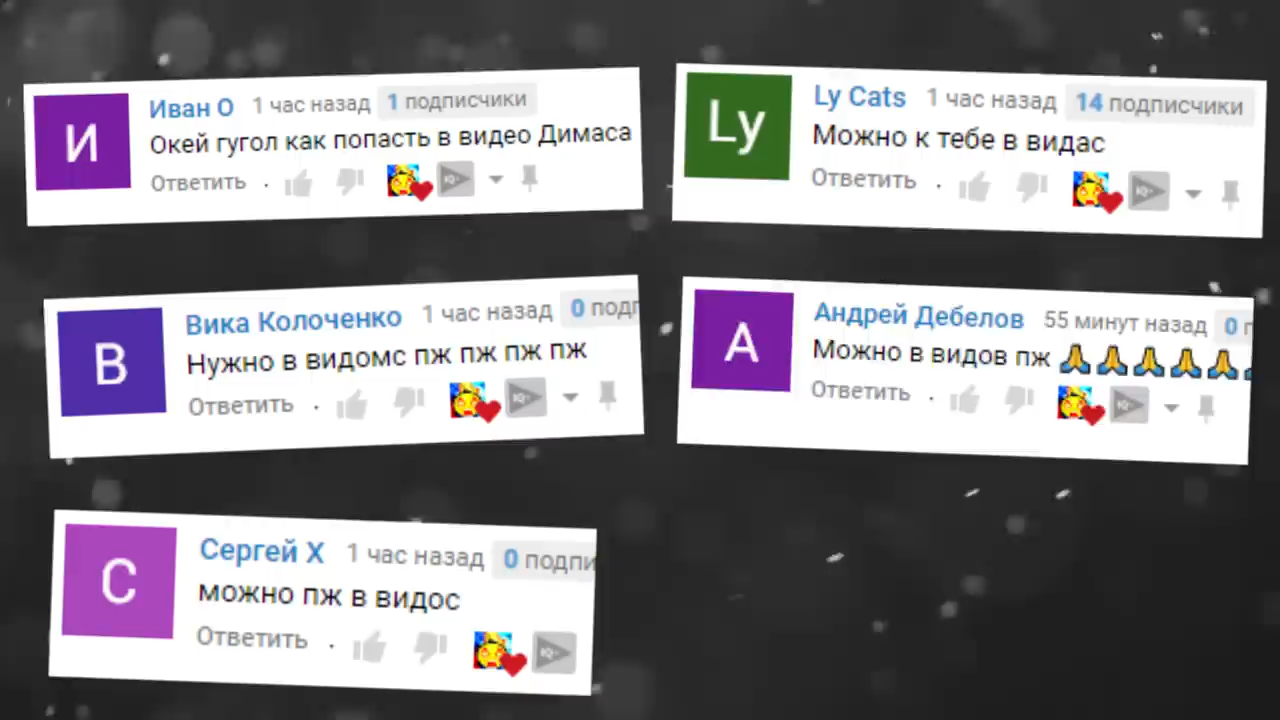 И
Иван О 1 час назад 1 подписчики
Окей гугол как попасть в видео Димаса
Ответить
Ly
Ly Cats 1 час назад 14 подписчики
Можно к тебе в видас
Ответить
В
Вика Колоченко 1 час назад 0 подп
Нужно в видомс пж пж пж пж
Ответить
А
Андрей Дебелов 55 минут назад 0 п
Можно в видов пж 🙏🙏🙏🙏🙏
Ответить
С
Сергей Х 1 час назад 0 подпи
можно пж в видос
Ответить